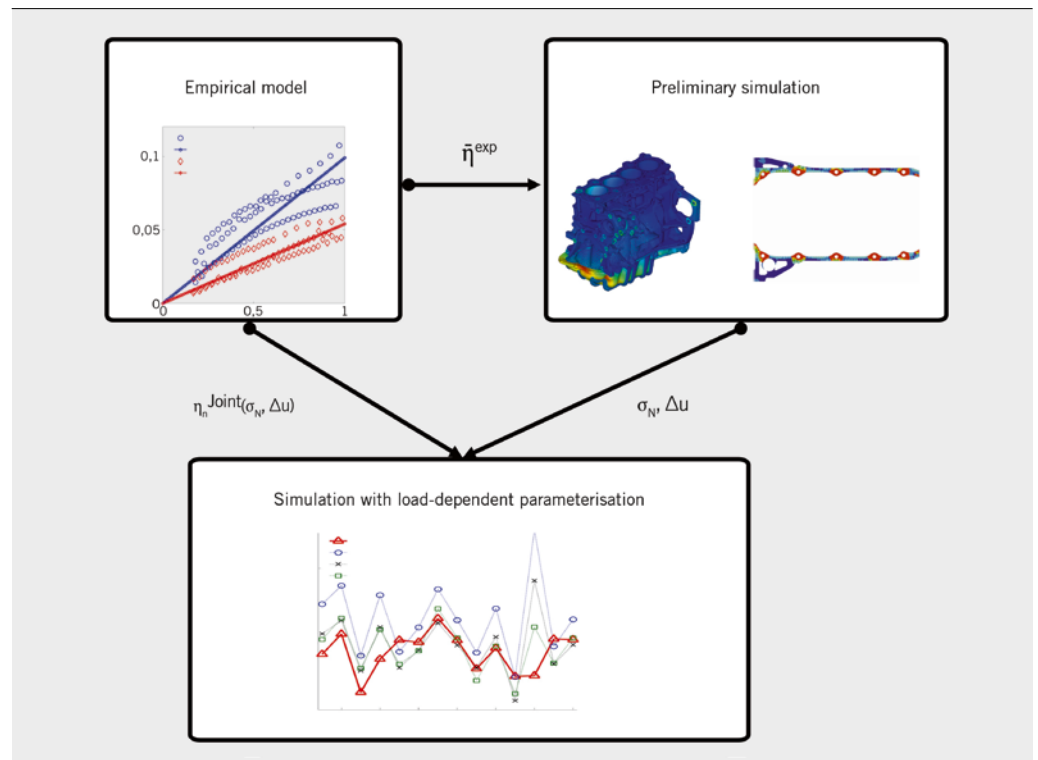 Empirical model
0,1
0,05
0
0,5
1
η̄exp
Preliminary simulation
ηnJoint(σN, Δu)
σN, Δu
Simulation with load-dependent parameterisation